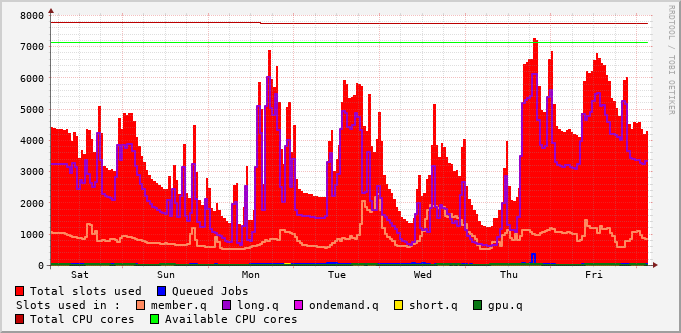 8000
7000
6000
5000
4000
3000
2000
1000
0
Sat Sun Mon Tue Wed Thu Fri
RRDTOOL / TOBI OETIKER
Total slots used Queued Jobs
Slots used in : member.q long.q ondemand.q short.q gpu.q
Total CPU cores Available CPU cores